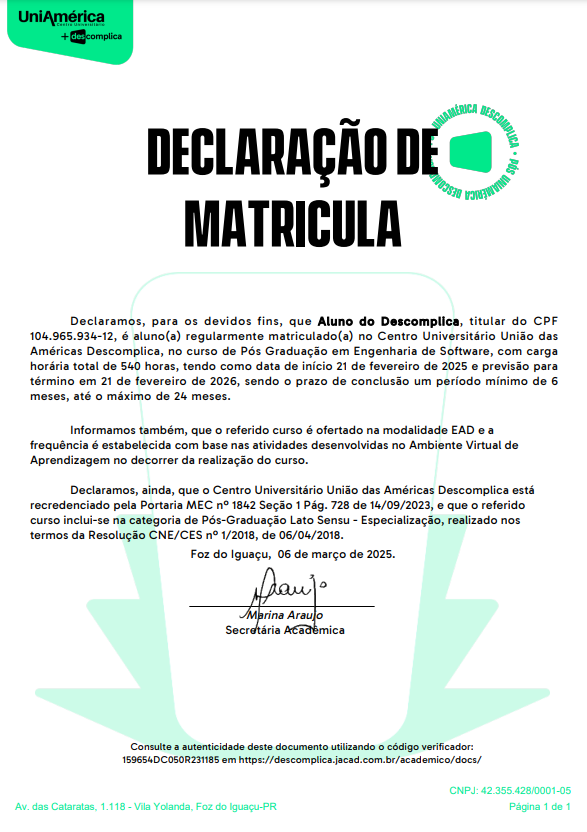 UniAmérica
Centro Universitário
+ descomplica
UNIAMÉRICA DESCOMPLICA • PÓS UNIAMÉRICA DESCOM
DECLARAÇÃO DE
MATRICULA
Declaramos, para os devidos fins, que Aluno do Descomplica, titular do CPF
104.965.934-12, é aluno(a) regularmente matriculado(a) no Centro Universitário União das
Américas Descomplica, no curso de Pós Graduação em Engenharia de Software, com carga
horária total de 540 horas, tendo como data de início 21 de fevereiro de 2025 e previsão para
término em 21 de fevereiro de 2026, sendo o prazo de conclusão um período mínimo de 6
meses, até o máximo de 24 meses.
Informamos também, que o referido curso é ofertado na modalidade EAD e a
frequência é estabelecida com base nas atividades desenvolvidas no Ambiente Virtual de
Aprendizagem no decorrer da realização do curso.
Declaramos, ainda, que o Centro Universitário União das Américas Descomplica está
recredenciado pela Portaria MEC nº 1842 Seção 1 Pág. 728 de 14/09/2023, e que o referido
curso inclui-se na categoria de Pós-Graduação Lato Sensu - Especialização, realizado nos
termos da Resolução CNE/CES nº 1/2018, de 06/04/2018.
Foz do Iguaçu, 06 de março de 2025.
Araujo
Marina Araujo
Secretária Acadêmica
Consulte a autenticidade deste documento utilizando o código verificador:
159654DC050R231185 em https://descomplica.jacad.com.br/academico/docs/
CNPJ: 42.355.428/0001-05
Av. das Cataratas, 1.118 - Vila Yolanda, Foz do Iguaçu-PR
Página 1 de 1